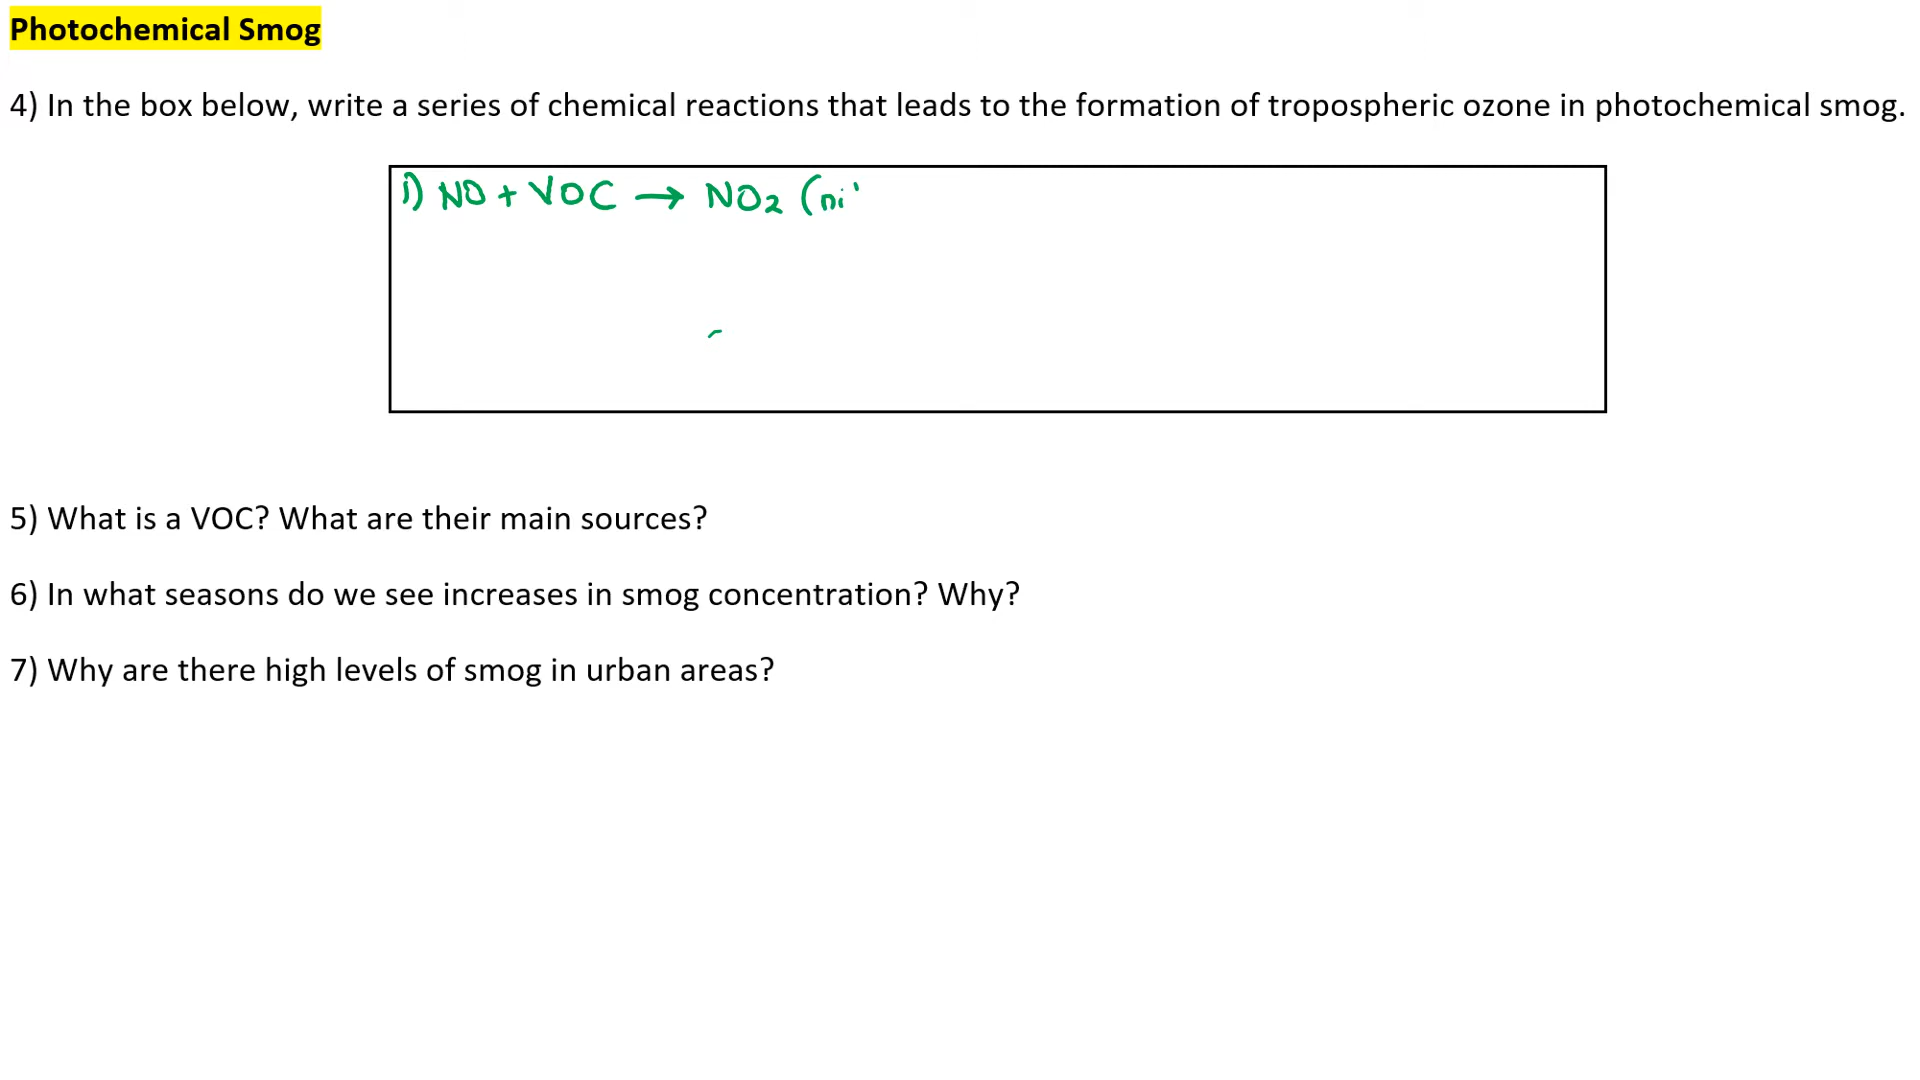 Photochemical Smog
4) In the box below, write a series of chemical reactions that leads to the formation of tropospheric ozone in photochemical smog.
1) NO + VOC → NO₂ (ni
5) What is a VOC? What are their main sources?
6) In what seasons do we see increases in smog concentration? Why?
7) Why are there high levels of smog in urban areas?